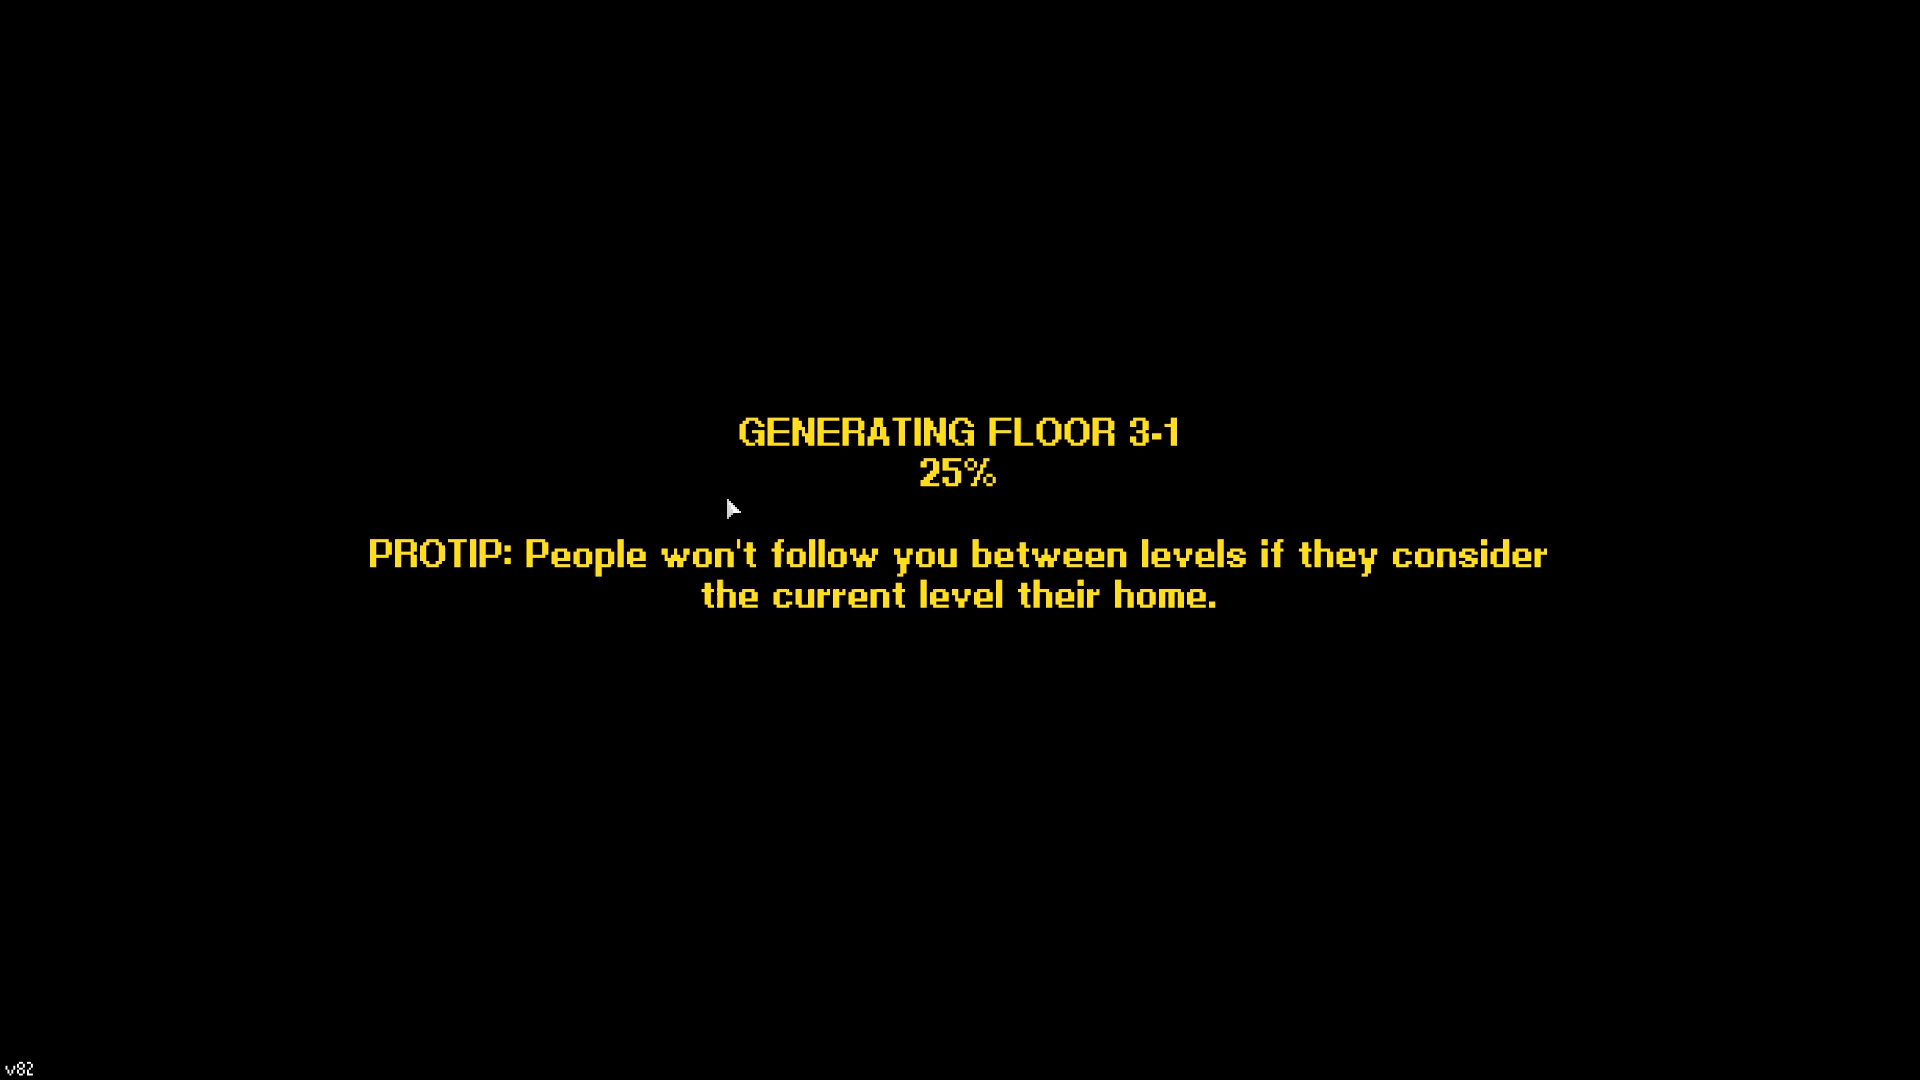 GENERATING FLOOR 3-1
25%
PROTIP: People won't follow you between levels if they consider
the current level their home.
v82